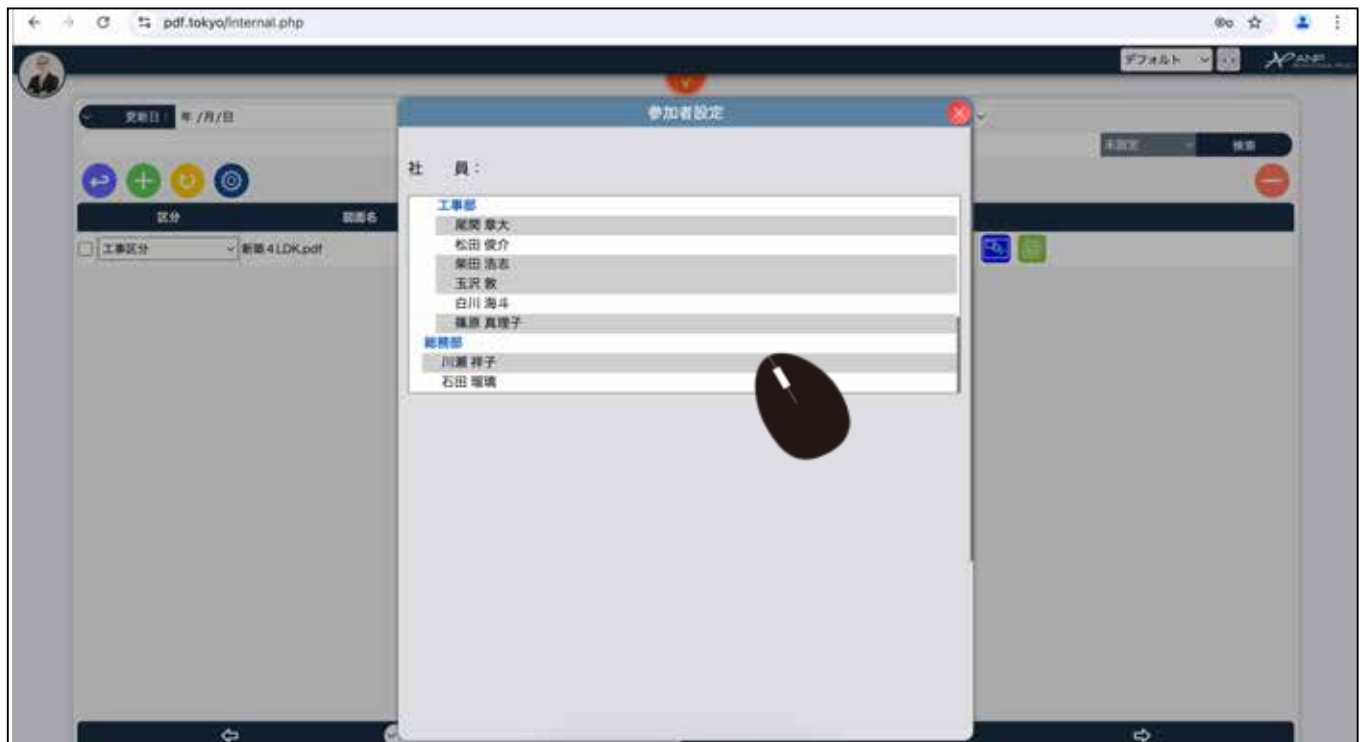 pdf.tokyo/internal.php
デフォルト
ANP
更新日 年 /月/日
参加者設定
未設定 検索
社 員：
区分 図面名
工事区分 新築４LDK.pdf
工事部
尾関 章大
松田 俊介
柴田 浩志
玉沢 敦
白川 海斗
篠原 真理子
総務部
川瀬 祥子
石田 瑠璃